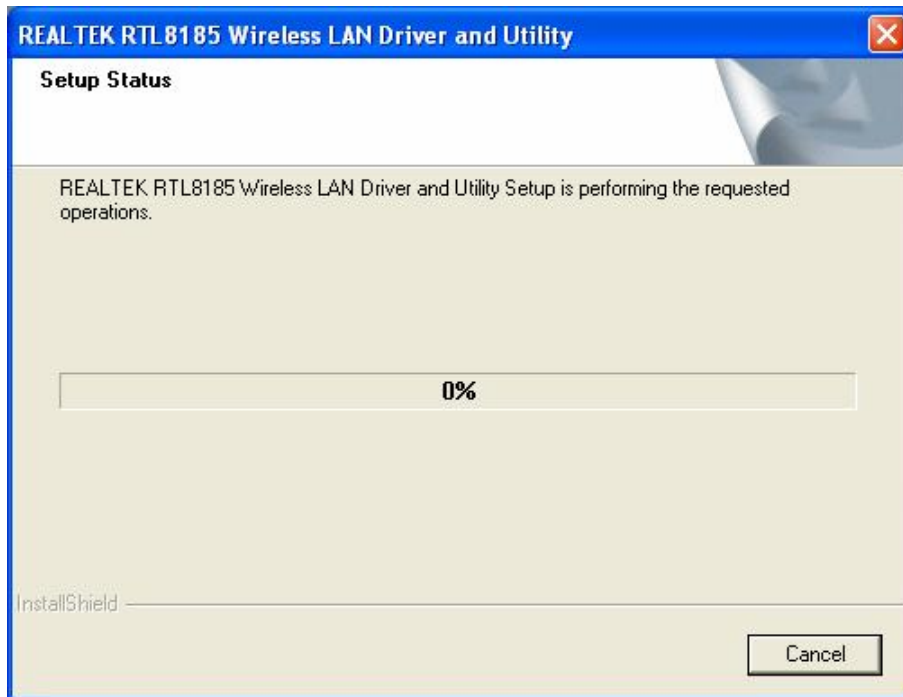 REALTEK RTL8185 Wireless LAN Driver and Utility
Setup Status
REALTEK RTL8185 Wireless LAN Driver and Utility Setup is performing the requested
operations.
0%
InstallShield
Cancel